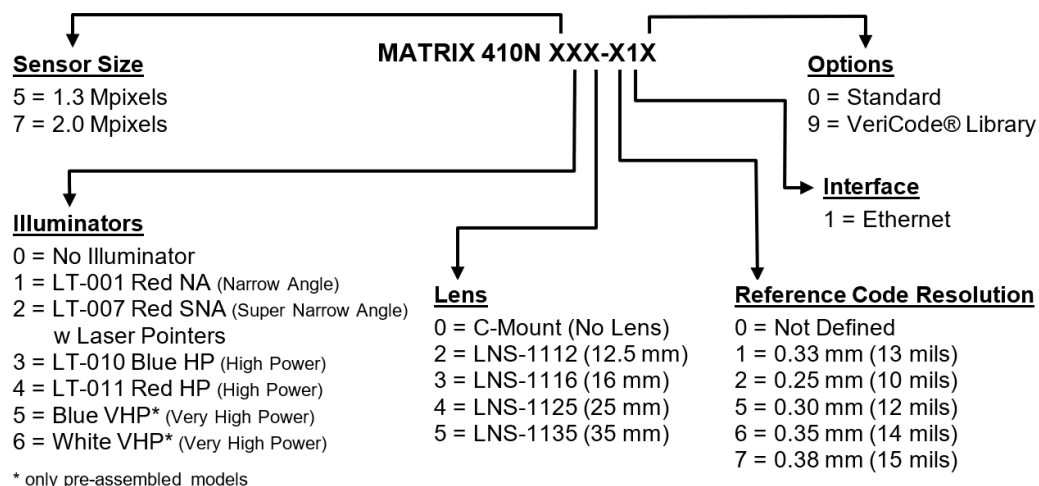 MATRIX 410N XXX-X1X
Sensor Size
5 = 1.3 Mpixels
7 = 2.0 Mpixels
Options
0 = Standard
9 = VeriCode® Library
Interface
1 = Ethernet
Illuminators
0 = No Illuminator
1 = LT-001 Red NA (Narrow Angle)
2 = LT-007 Red SNA (Super Narrow Angle)
w Laser Pointers
3 = LT-010 Blue HP (High Power)
4 = LT-011 Red HP (High Power)
5 = Blue VHP* (Very High Power)
6 = White VHP* (Very High Power)
* only pre-assembled models
Lens
0 = C-Mount (No Lens)
2 = LNS-1112 (12.5 mm)
3 = LNS-1116 (16 mm)
4 = LNS-1125 (25 mm)
5 = LNS-1135 (35 mm)
Reference Code Resolution
0 = Not Defined
1 = 0.33 mm (13 mils)
2 = 0.25 mm (10 mils)
5 = 0.30 mm (12 mils)
6 = 0.35 mm (14 mils)
7 = 0.38 mm (15 mils)